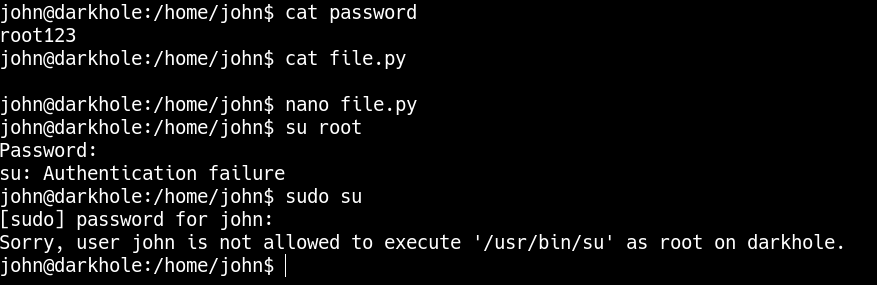 john@darkhole:/home/john$ cat password
root123
john@darkhole:/home/john$ cat file.py
john@darkhole:/home/john$ nano file.py
john@darkhole:/home/john$ su root
Password:
su: Authentication failure
john@darkhole:/home/john$ sudo su
[sudo] password for john:
Sorry, user john is not allowed to execute '/usr/bin/su' as root on darkhole.
john@darkhole:/home/john$